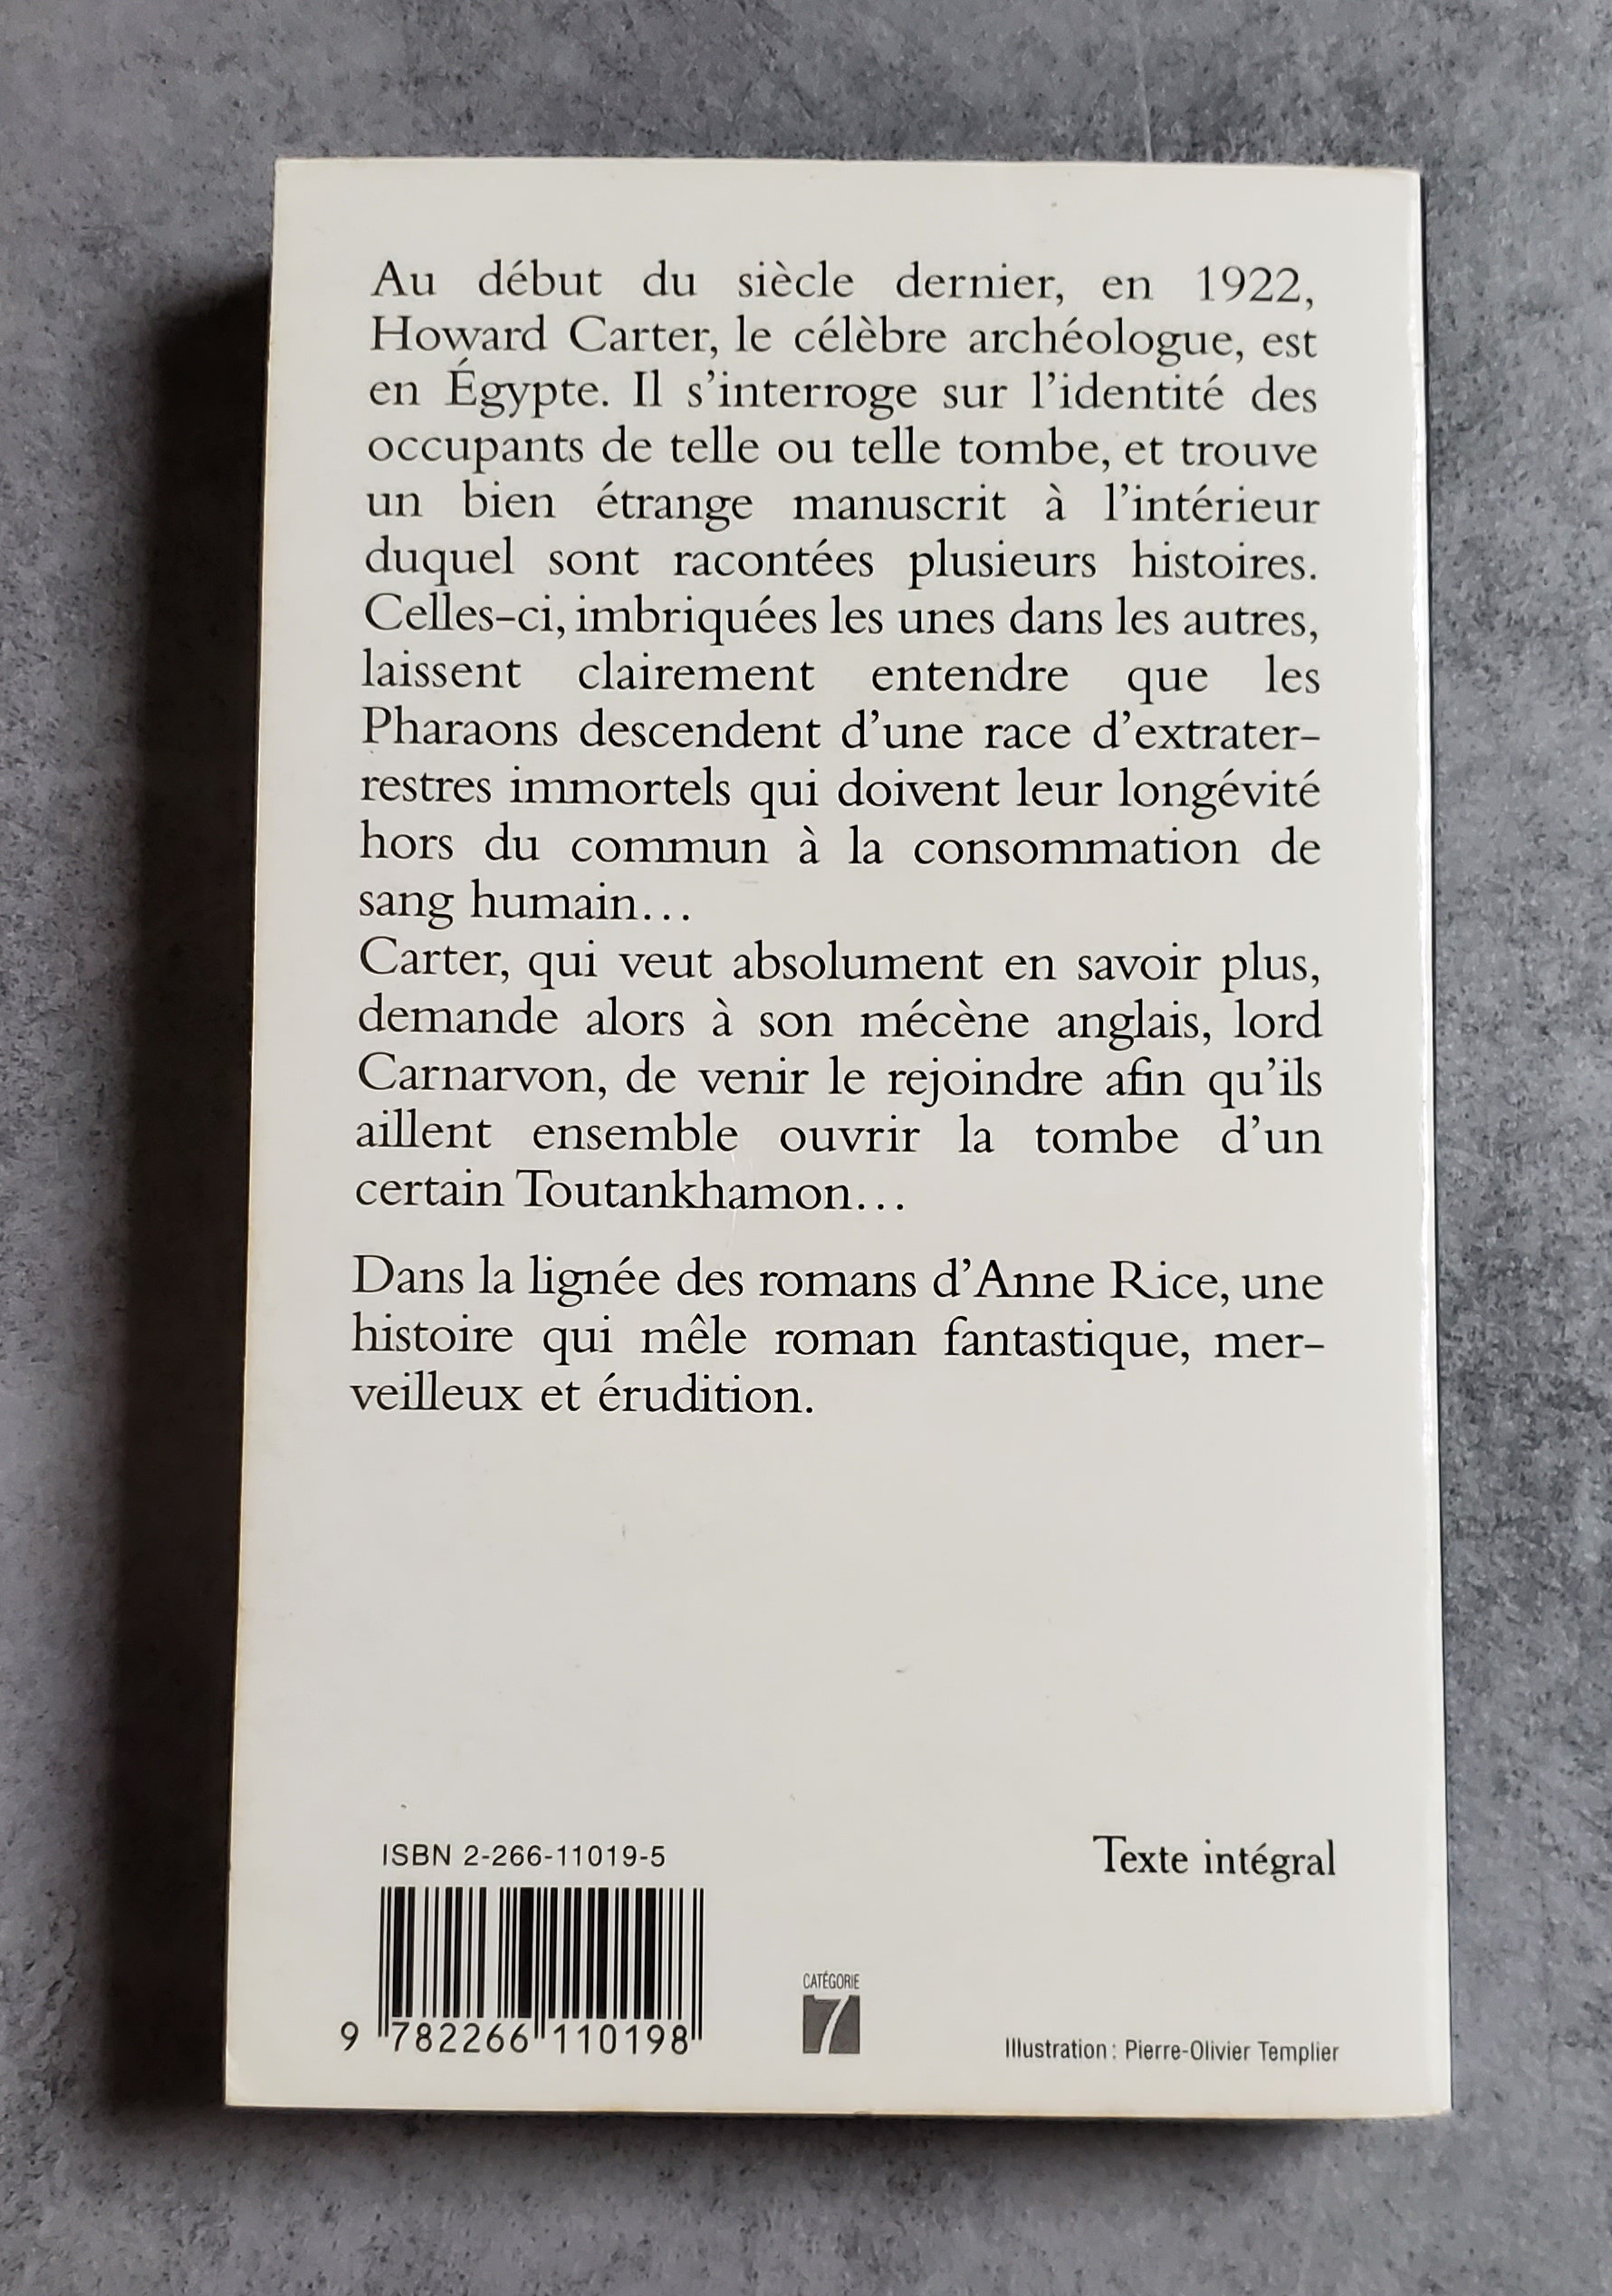 Au début du siècle dernier, en 1922,
Howard Carter, le célèbre archéologue, est
en Égypte. Il s'interroge sur l'identité des
occupants de telle ou telle tombe, et trouve
un bien étrange manuscrit à l'intérieur
duquel sont racontées plusieurs histoires.
Celles-ci, imbriquées les unes dans les autres,
laissent clairement entendre que les
Pharaons descendent d'une race d'extrater-
restres immortels qui doivent leur longévité
hors du commun à la consommation de
sang humain...
Carter, qui veut absolument en savoir plus,
demande alors à son mécène anglais, lord
Carnarvon, de venir le rejoindre afin qu'ils
aillent ensemble ouvrir la tombe d'un
certain Toutankhamon...
Dans la lignée des romans d'Anne Rice, une
histoire qui mêle roman fantastique, mer-
veilleux et érudition.
ISBN 2-266-11019-5
Texte intégral
9 782266 110198
CATÉGORIE
7
Illustration : Pierre-Olivier Templier